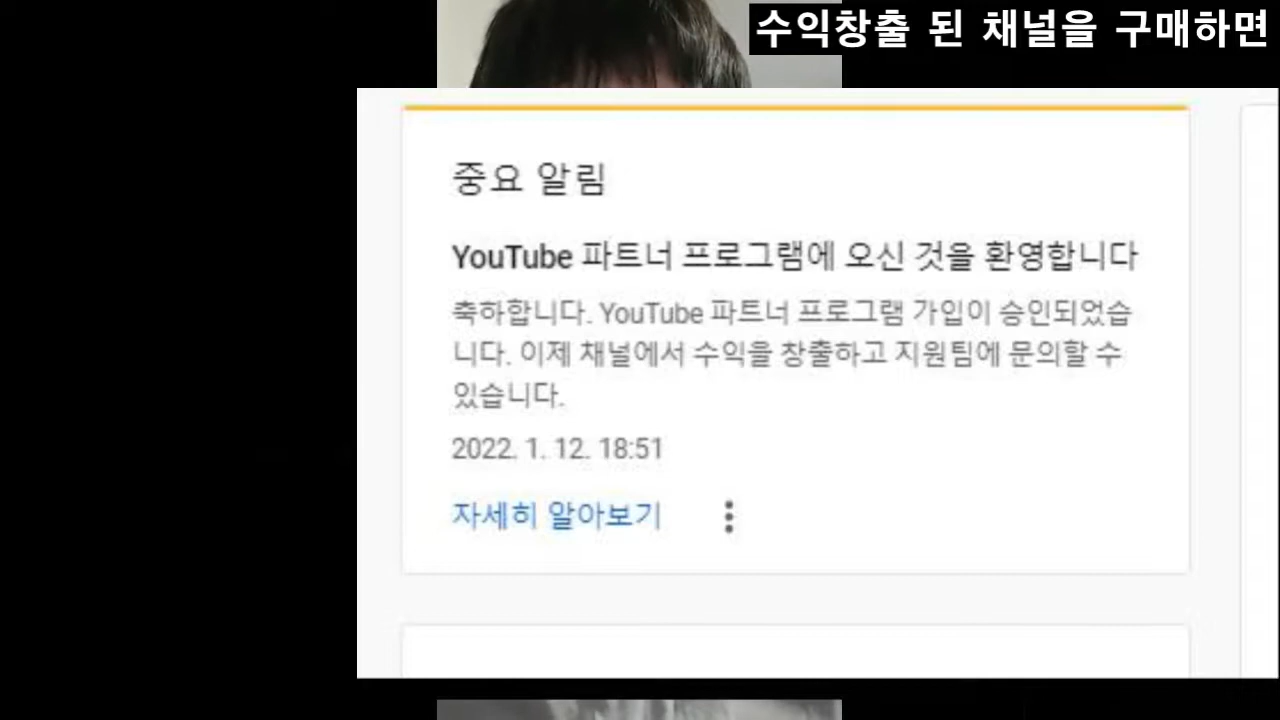 수익창출 된 채널을 구매하면
중요 알림
YouTube 파트너 프로그램에 오신 것을 환영합니다
축하합니다. YouTube 파트너 프로그램 가입이 승인되었습
니다. 이제 채널에서 수익을 창출하고 지원팀에 문의할 수
있습니다.
2022. 1. 12. 18:51
자세히 알아보기